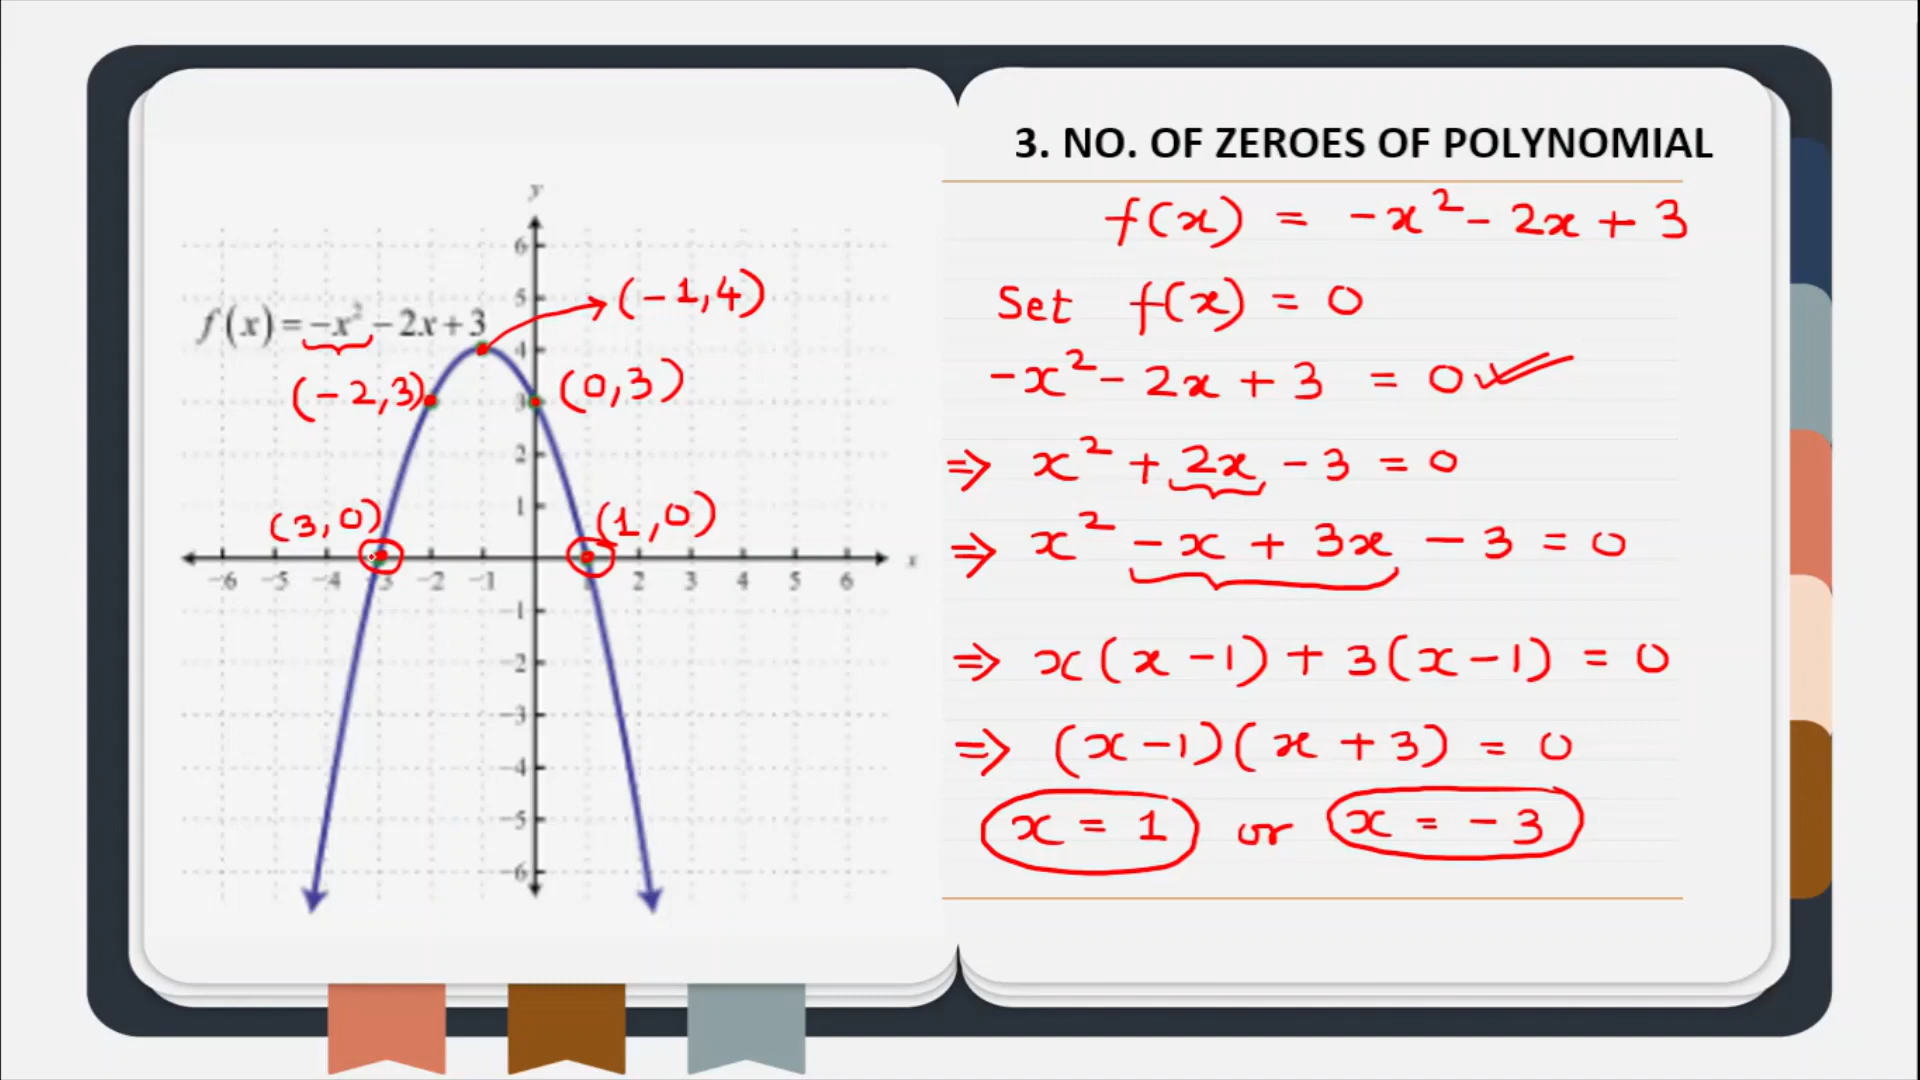 3. NO. OF ZEROES OF POLYNOMIAL
y
6
5
4
3
2
1
-1
-2
-3
-4
-5
-6
-6 -5 -4 -3 -2 -1 1 2 3 4 5 6 x
f(x) = -x² - 2x + 3
(-1,4)
(-2,3)
(0,3)
(3,0)
(1,0)
f(x) = -x² - 2x + 3
Set f(x) = 0
-x² - 2x + 3 = 0 ✓
⇒ x² + 2x - 3 = 0
⇒ x² - x + 3x - 3 = 0
⇒ x(x - 1) + 3(x - 1) = 0
⇒ (x - 1)(x + 3) = 0
x = 1 or x = -3